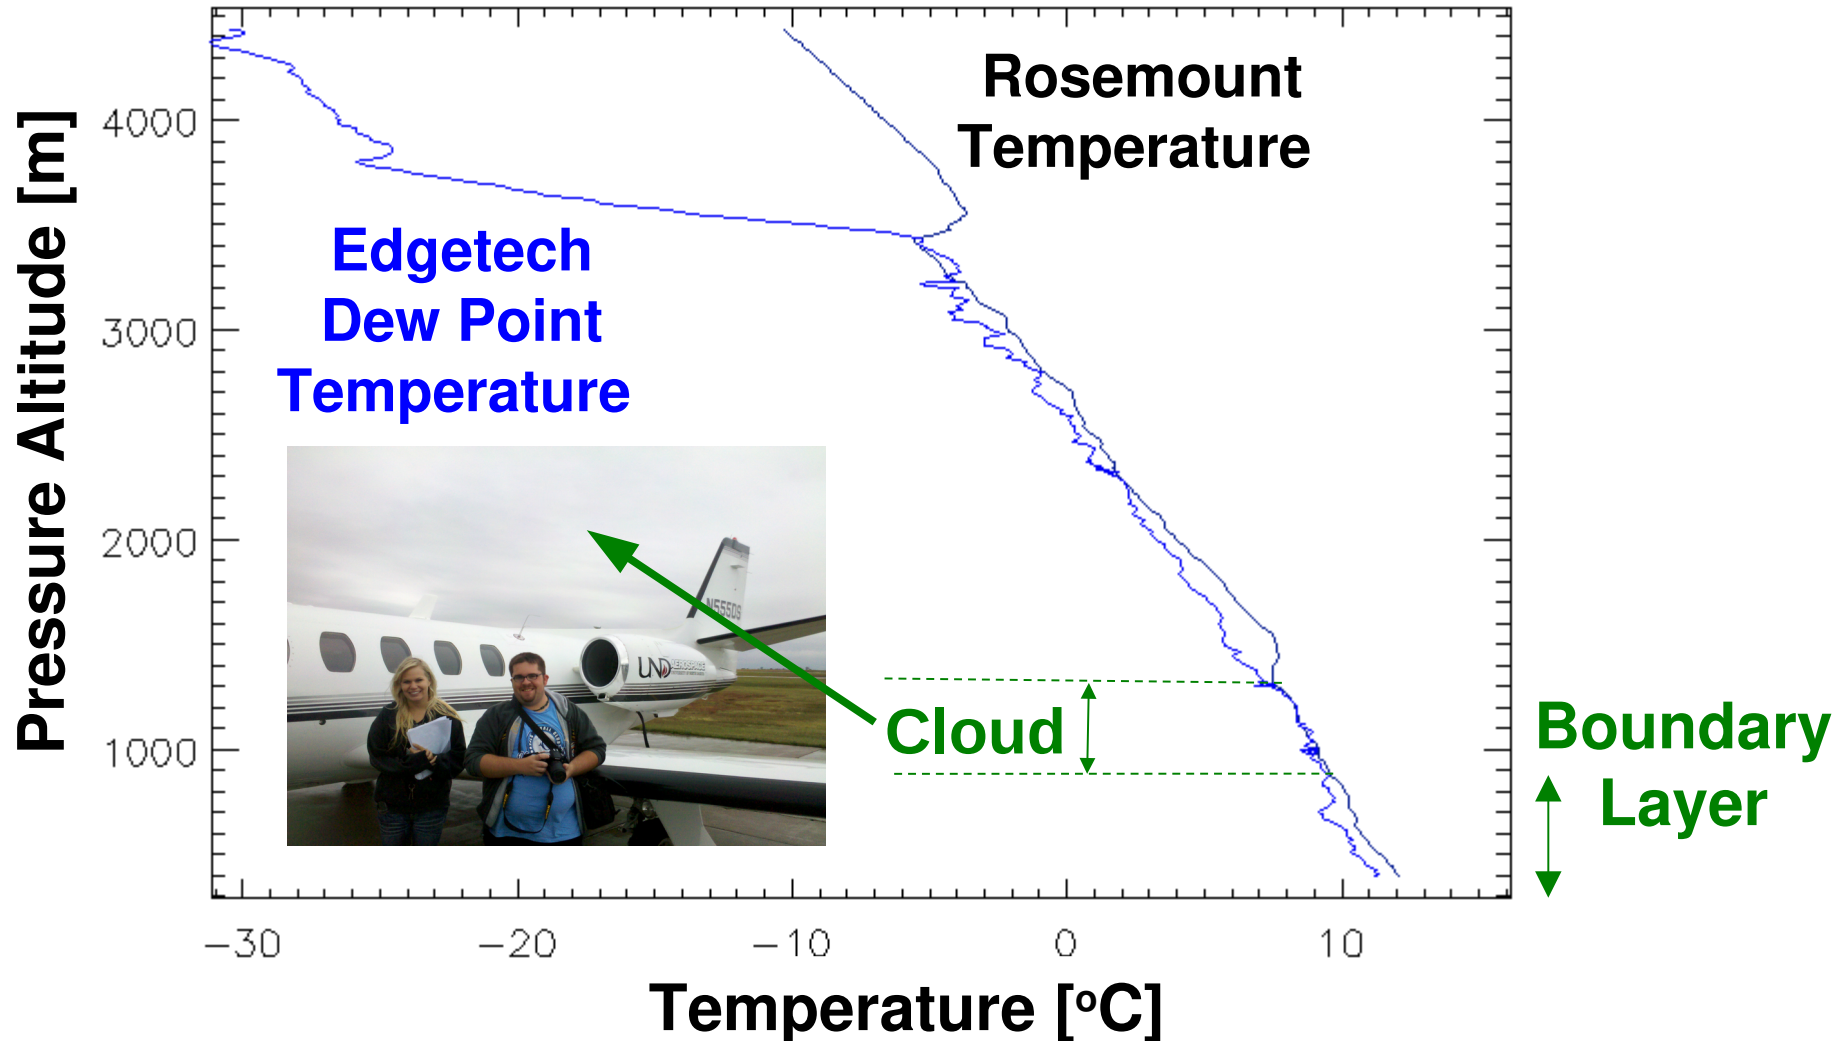 Rosemount
Temperature
Edgetech
Dew Point
Temperature
Pressure Altitude [m]
4000
3000
2000
1000
N555DS
UND AEROSPACE
Cloud
Boundary
Layer
−30
−20
−10
0
10
Temperature [°C]